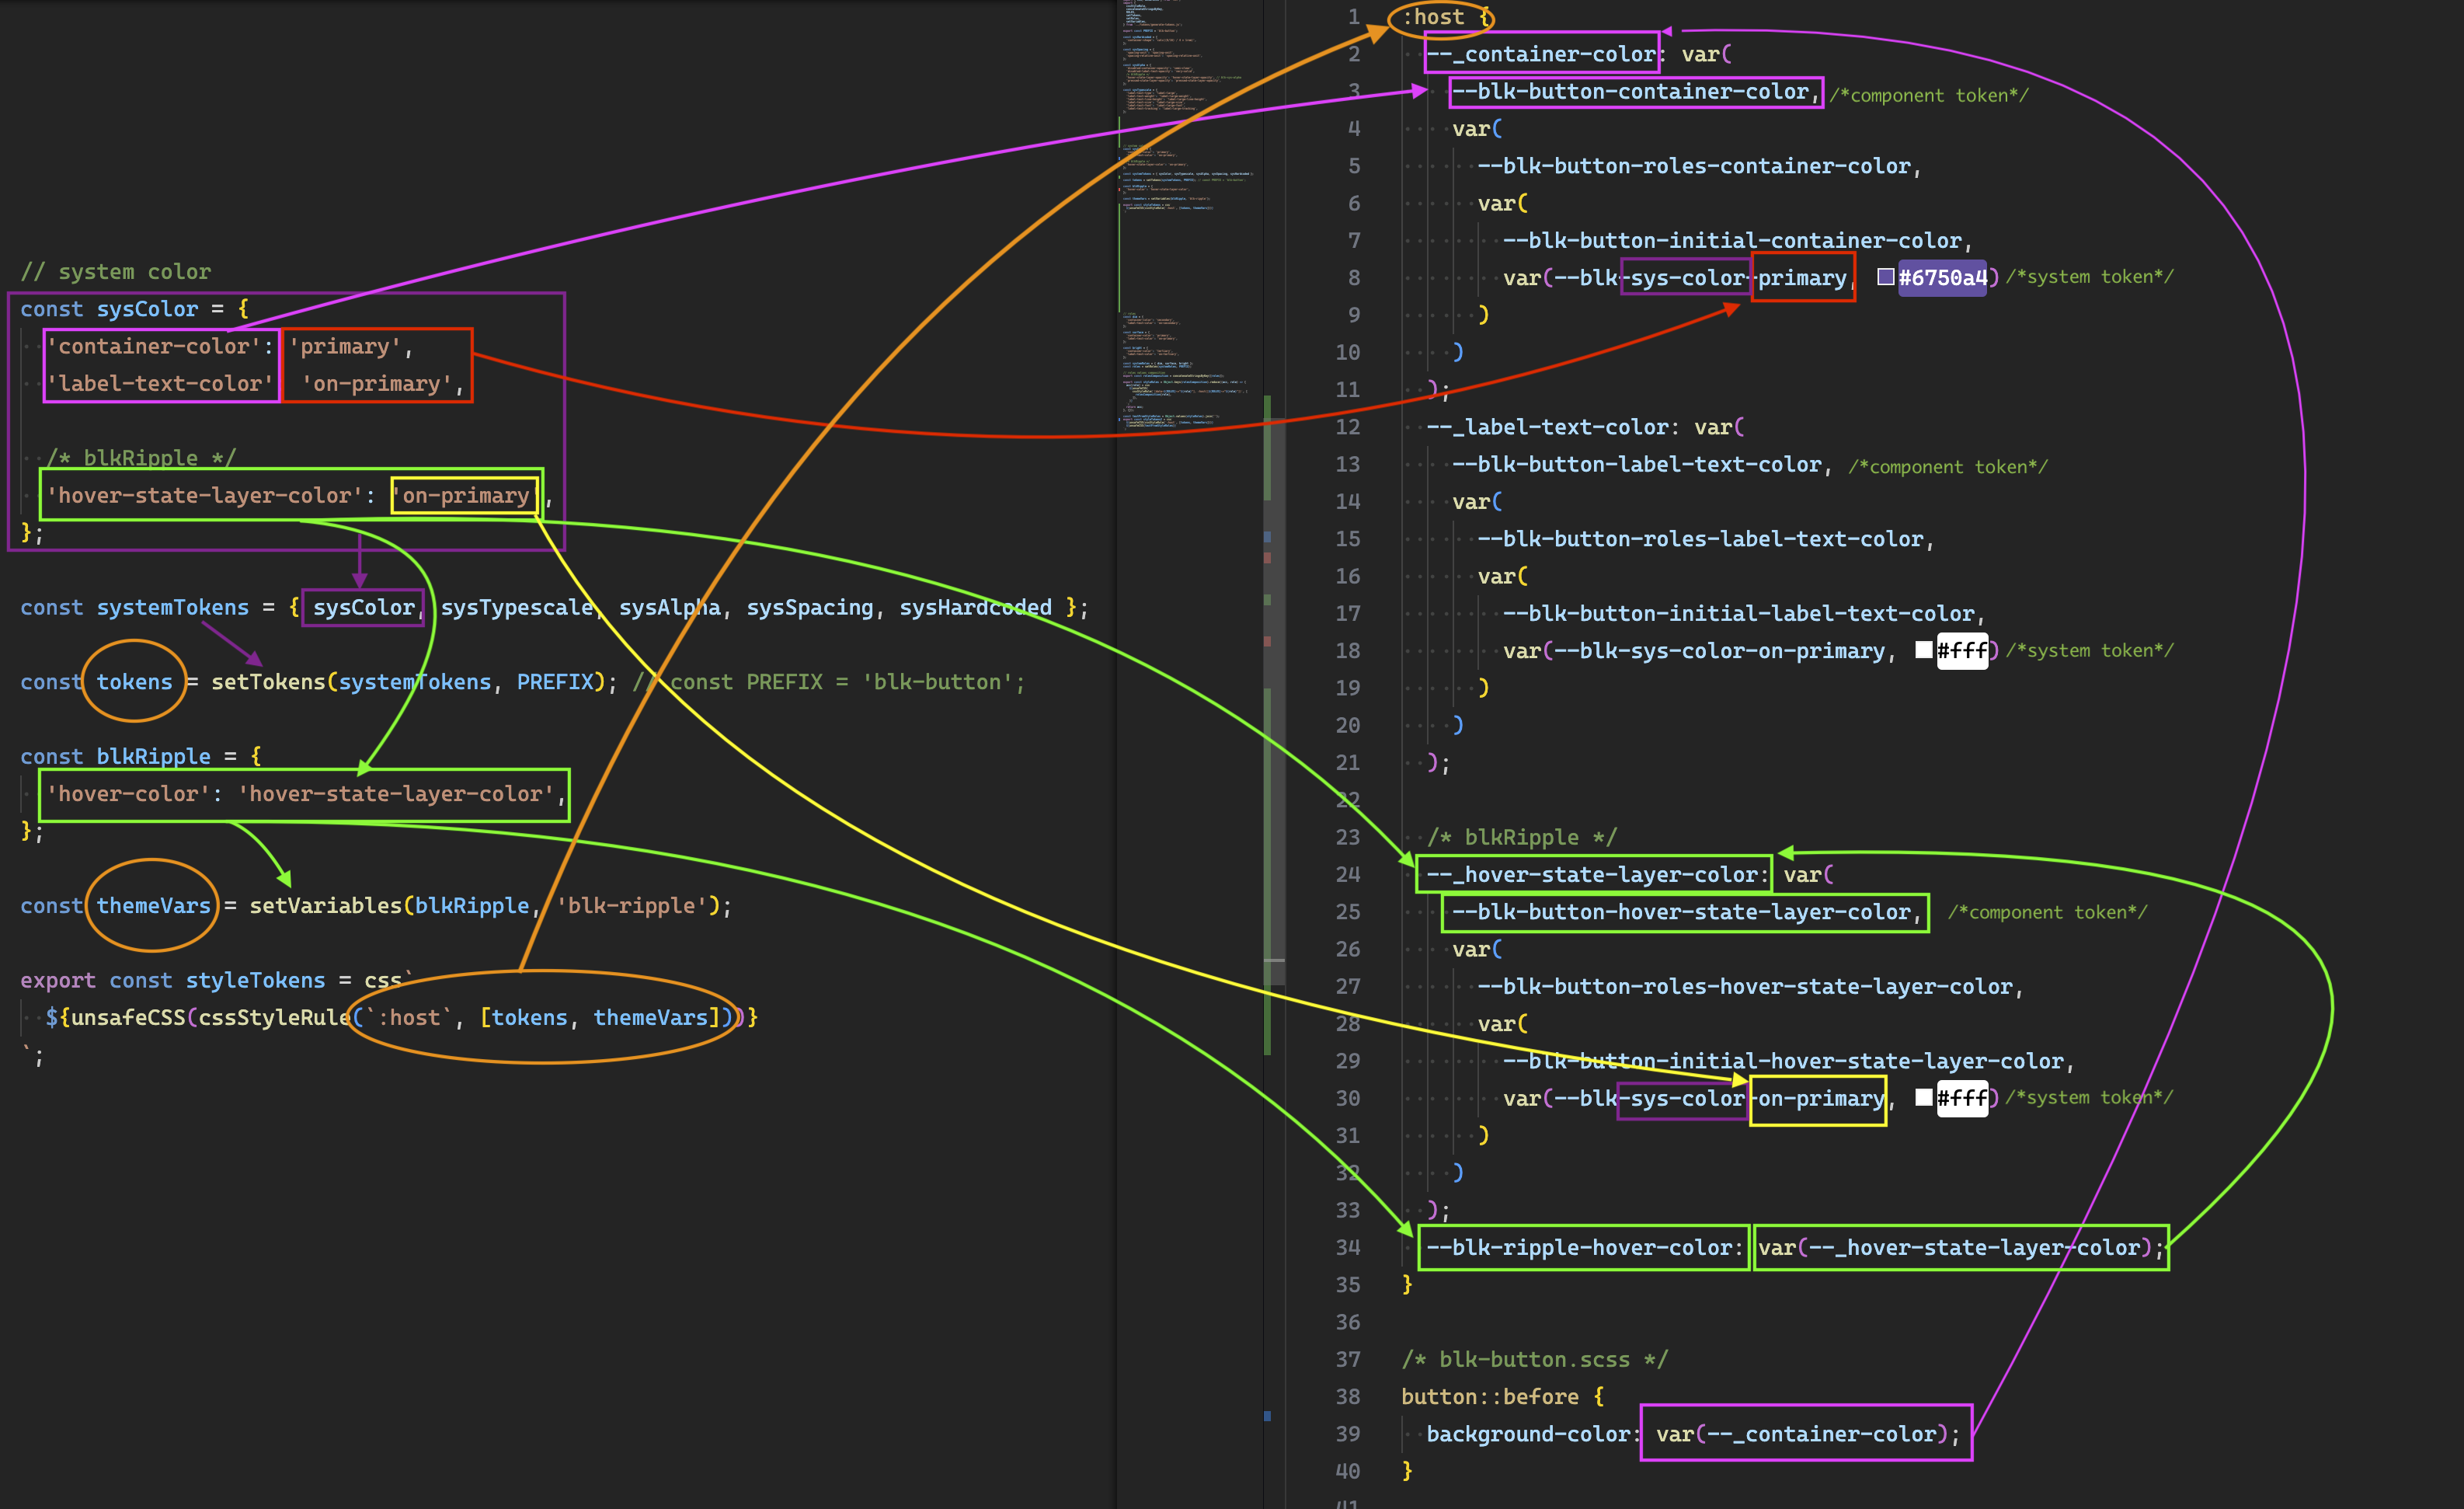 // system color
const sysColor = {
'container-color': 'primary',
'label-text-color' 'on-primary',
/* blkRipple */
'hover-state-layer-color': 'on-primary',
};
const systemTokens = { sysColor, sysTypescale, sysAlpha, sysSpacing, sysHardcoded };
const tokens = setTokens(systemTokens, PREFIX); // const PREFIX = 'blk-button';
const blkRipple = {
'hover-color': 'hover-state-layer-color',
};
const themeVars = setVariables(blkRipple, 'blk-ripple');
export const styleTokens = css`
${unsafeCSS(cssStyleRule(`:host`, [tokens, themeVars]))}
`;
1 :host {
2 --_container-color: var(
3 --blk-button-container-color, /*component token*/
4 var(
5 --blk-button-roles-container-color,
6 var(
7 --blk-button-initial-container-color,
8 var(--blk-sys-color-primary, #6750a4) /*system token*/
9 )
10 )
11 );
12 --_label-text-color: var(
13 --blk-button-label-text-color, /*component token*/
14 var(
15 --blk-button-roles-label-text-color,
16 var(
17 --blk-button-initial-label-text-color,
18 var(--blk-sys-color-on-primary, #fff) /*system token*/
19 )
20 )
21 );
22
23 /* blkRipple */
24 --_hover-state-layer-color: var(
25 --blk-button-hover-state-layer-color, /*component token*/
26 var(
27 --blk-button-roles-hover-state-layer-color,
28 var(
29 --blk-button-initial-hover-state-layer-color,
30 var(--blk-sys-color-on-primary, #fff) /*system token*/
31 )
32 )
33 );
34 --blk-ripple-hover-color: var(--_hover-state-layer-color);
35 }
36
37 /* blk-button.scss */
38 button::before {
39 background-color: var(--_container-color);
40 }
41